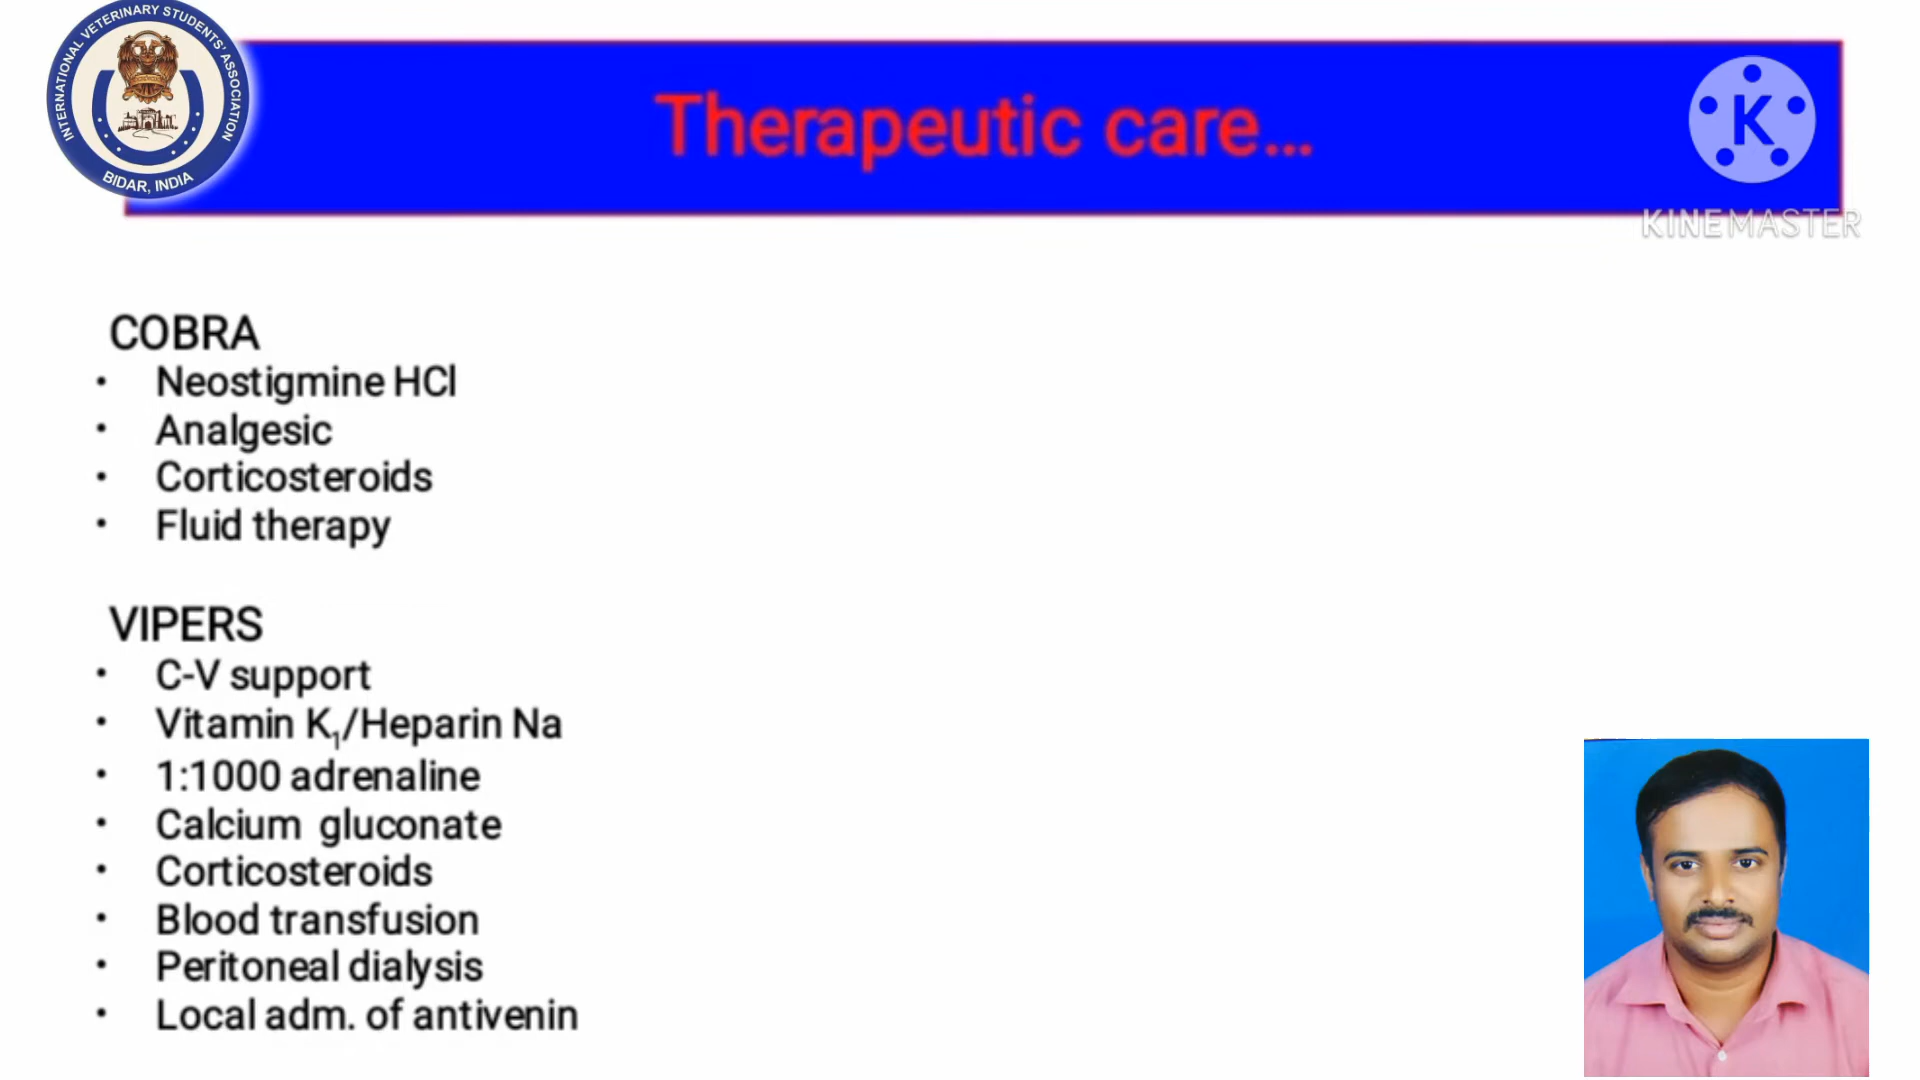 INTERNATIONAL VETERINARY STUDENTS' ASSOCIATION
BIDAR, INDIA
Therapeutic care...
K
KINEMASTER
COBRA
• Neostigmine HCl
• Analgesic
• Corticosteroids
• Fluid therapy
VIPERS
• C-V support
• Vitamin K₁/Heparin Na
• 1:1000 adrenaline
• Calcium gluconate
• Corticosteroids
• Blood transfusion
• Peritoneal dialysis
• Local adm. of antivenin